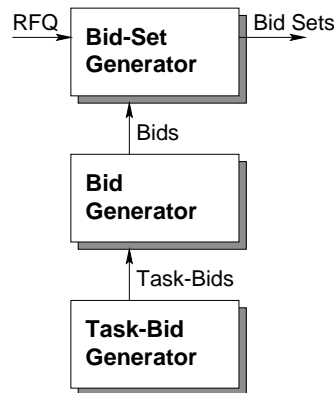 RFQ
Bid-Set
Generator
Bid Sets
Bids
Bid
Generator
Task-Bids
Task-Bid
Generator